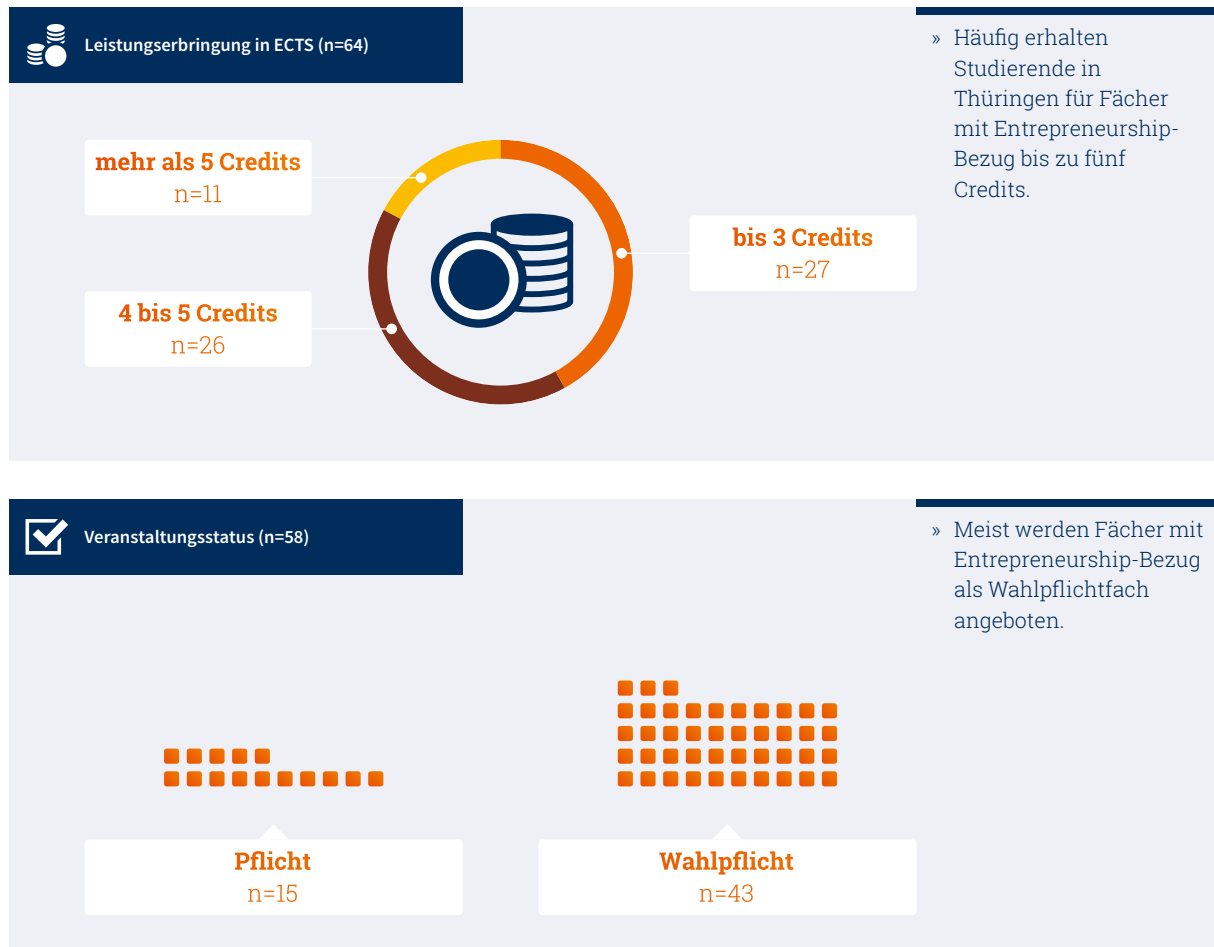 Leistungserbringung in ECTS (n=64)
» Häufig erhalten
Studierende in
Thüringen für Fächer
mit Entrepreneurship-
Bezug bis zu fünf
Credits.
mehr als 5 Credits
n=11
bis 3 Credits
n=27
4 bis 5 Credits
n=26
Veranstaltungsstatus (n=58)
» Meist werden Fächer mit
Entrepreneurship-Bezug
als Wahlpflichtfach
angeboten.
Pflicht
n=15
Wahlpflicht
n=43